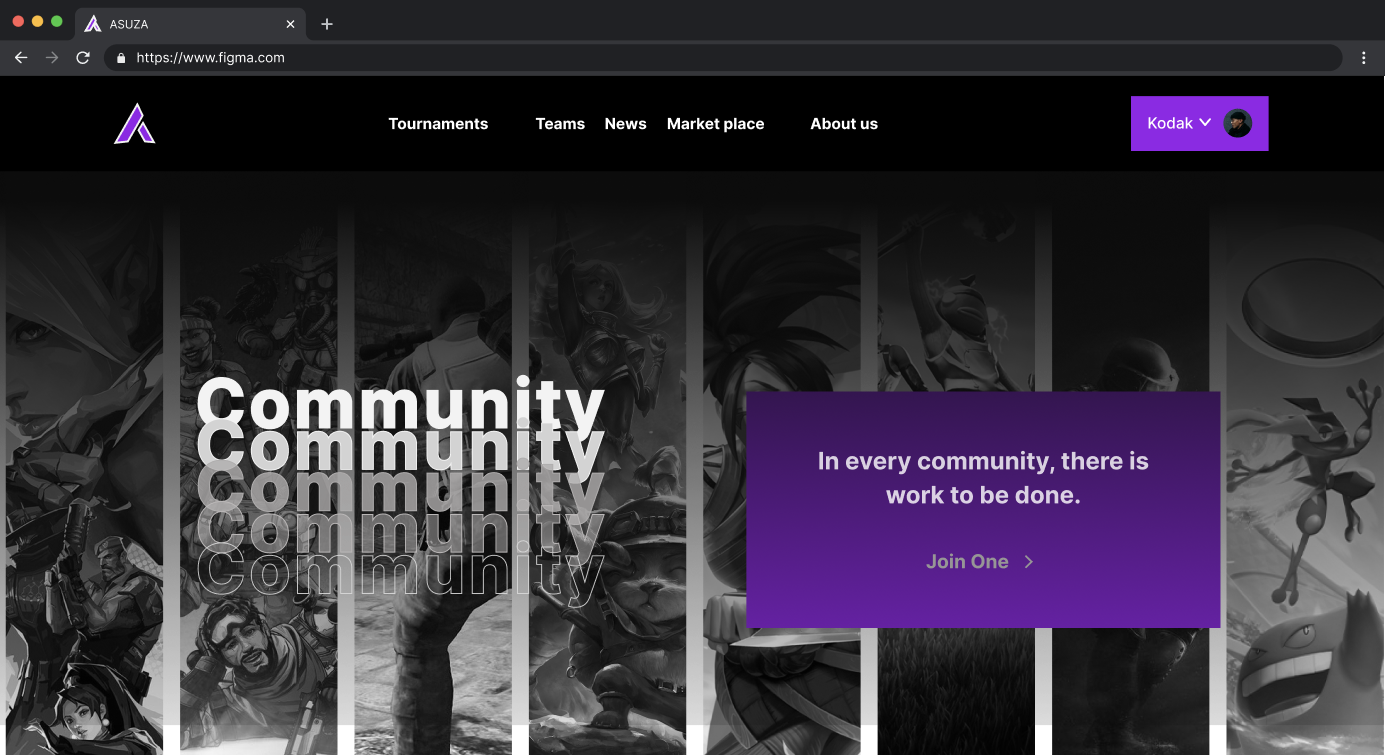 ASUZA
https://www.figma.com
Tournaments Teams News Market place About us
Kodak
Community
Community
Community
Community
Community
In every community, there is
work to be done.
Join One